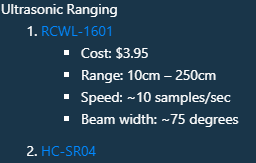 Ultrasonic Ranging
1. RCWL-1601
▪ Cost: $3.95
▪ Range: 10cm – 250cm
▪ Speed: ~10 samples/sec
▪ Beam width: ~75 degrees
2. HC-SR04